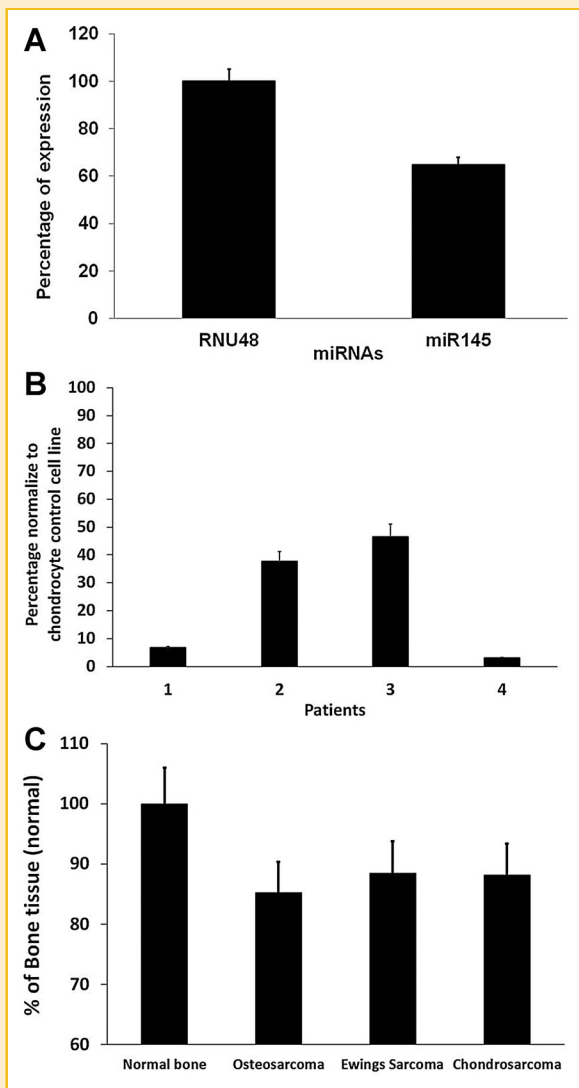 A
Percentage of expression
120
100
80
60
40
20
0
RNU48
miR145
miRNAs
B
Percentage normalize to
chondrocyte control cell line
100
90
80
70
60
50
40
30
20
10
0
1
2
3
4
Patients
C
% of Bone tissue (normal)
110
100
90
80
70
60
Normal bone
Osteosarcoma
Ewings Sarcoma
Chondrosarcoma